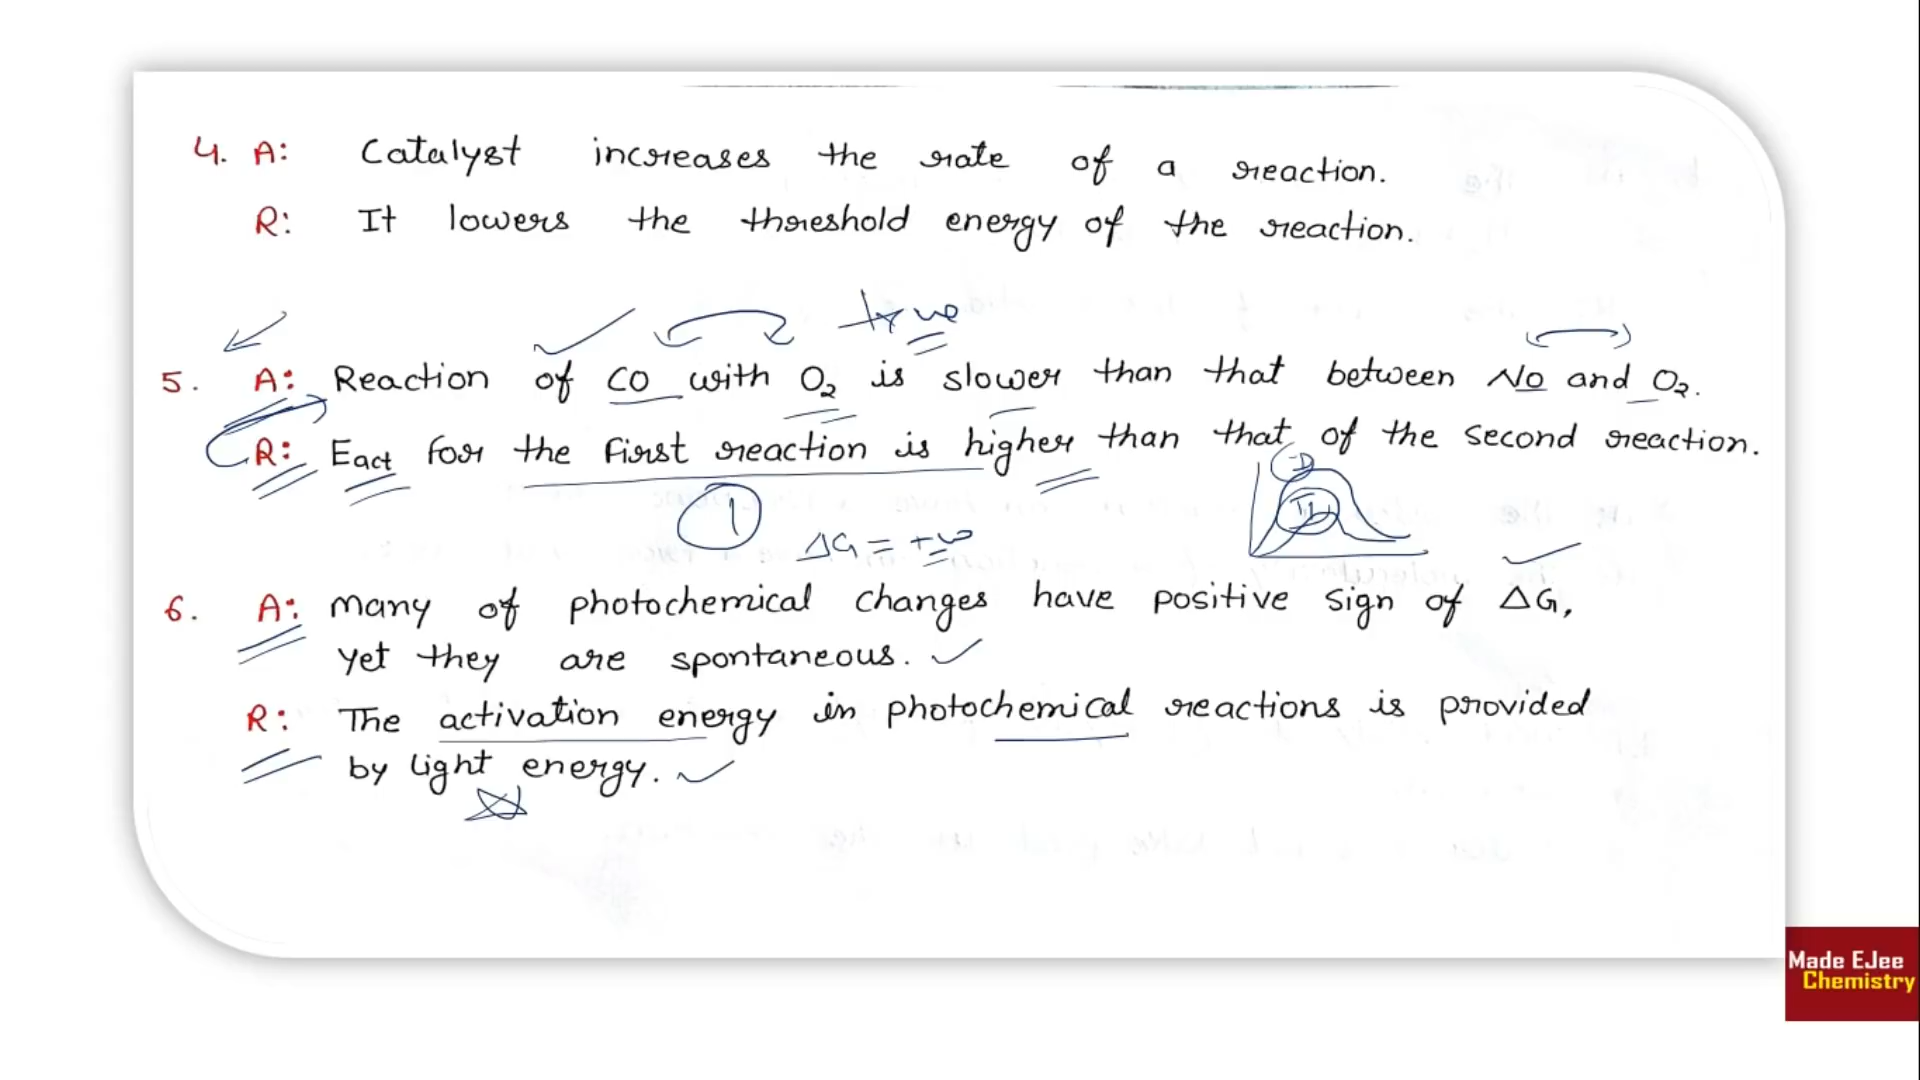 4. A: Catalyst increases the rate of a reaction.
R: It lowers the threshold energy of the reaction.
true
5. A: Reaction of CO with O₂ is slower than that between NO and O₂.
R: Eact for the first reaction is higher than that of the second reaction.
1
ΔG = +ve
I
II
6. A: Many of photochemical changes have positive sign of ΔG,
yet they are spontaneous.
R: The activation energy in photochemical reactions is provided
by light energy.
Made EJee
Chemistry